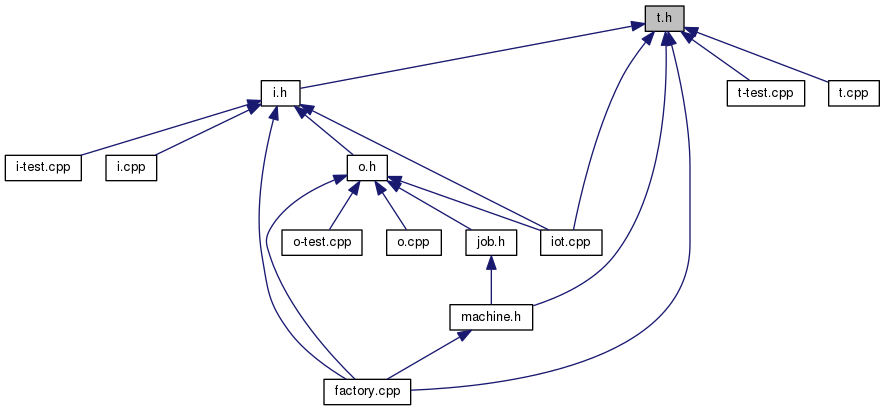 t.h
i.h
t-test.cpp
t.cpp
i-test.cpp
i.cpp
o.h
o-test.cpp
o.cpp
job.h
iot.cpp
machine.h
factory.cpp